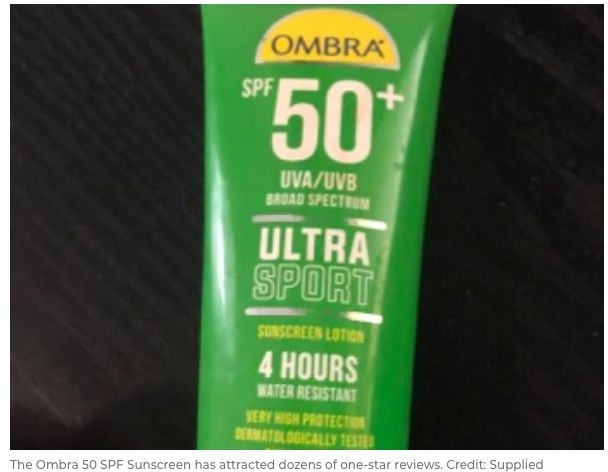 OMBRA
SPF 50+
UVA/UVB
BROAD SPECTRUM
ULTRA
SPORT
SUNSCREEN LOTION
4 HOURS
WATER RESISTANT
VERY HIGH PROTECTION
DERMATOLOGICALLY TESTED
The Ombra 50 SPF Sunscreen has attracted dozens of one-star reviews. Credit: Supplied